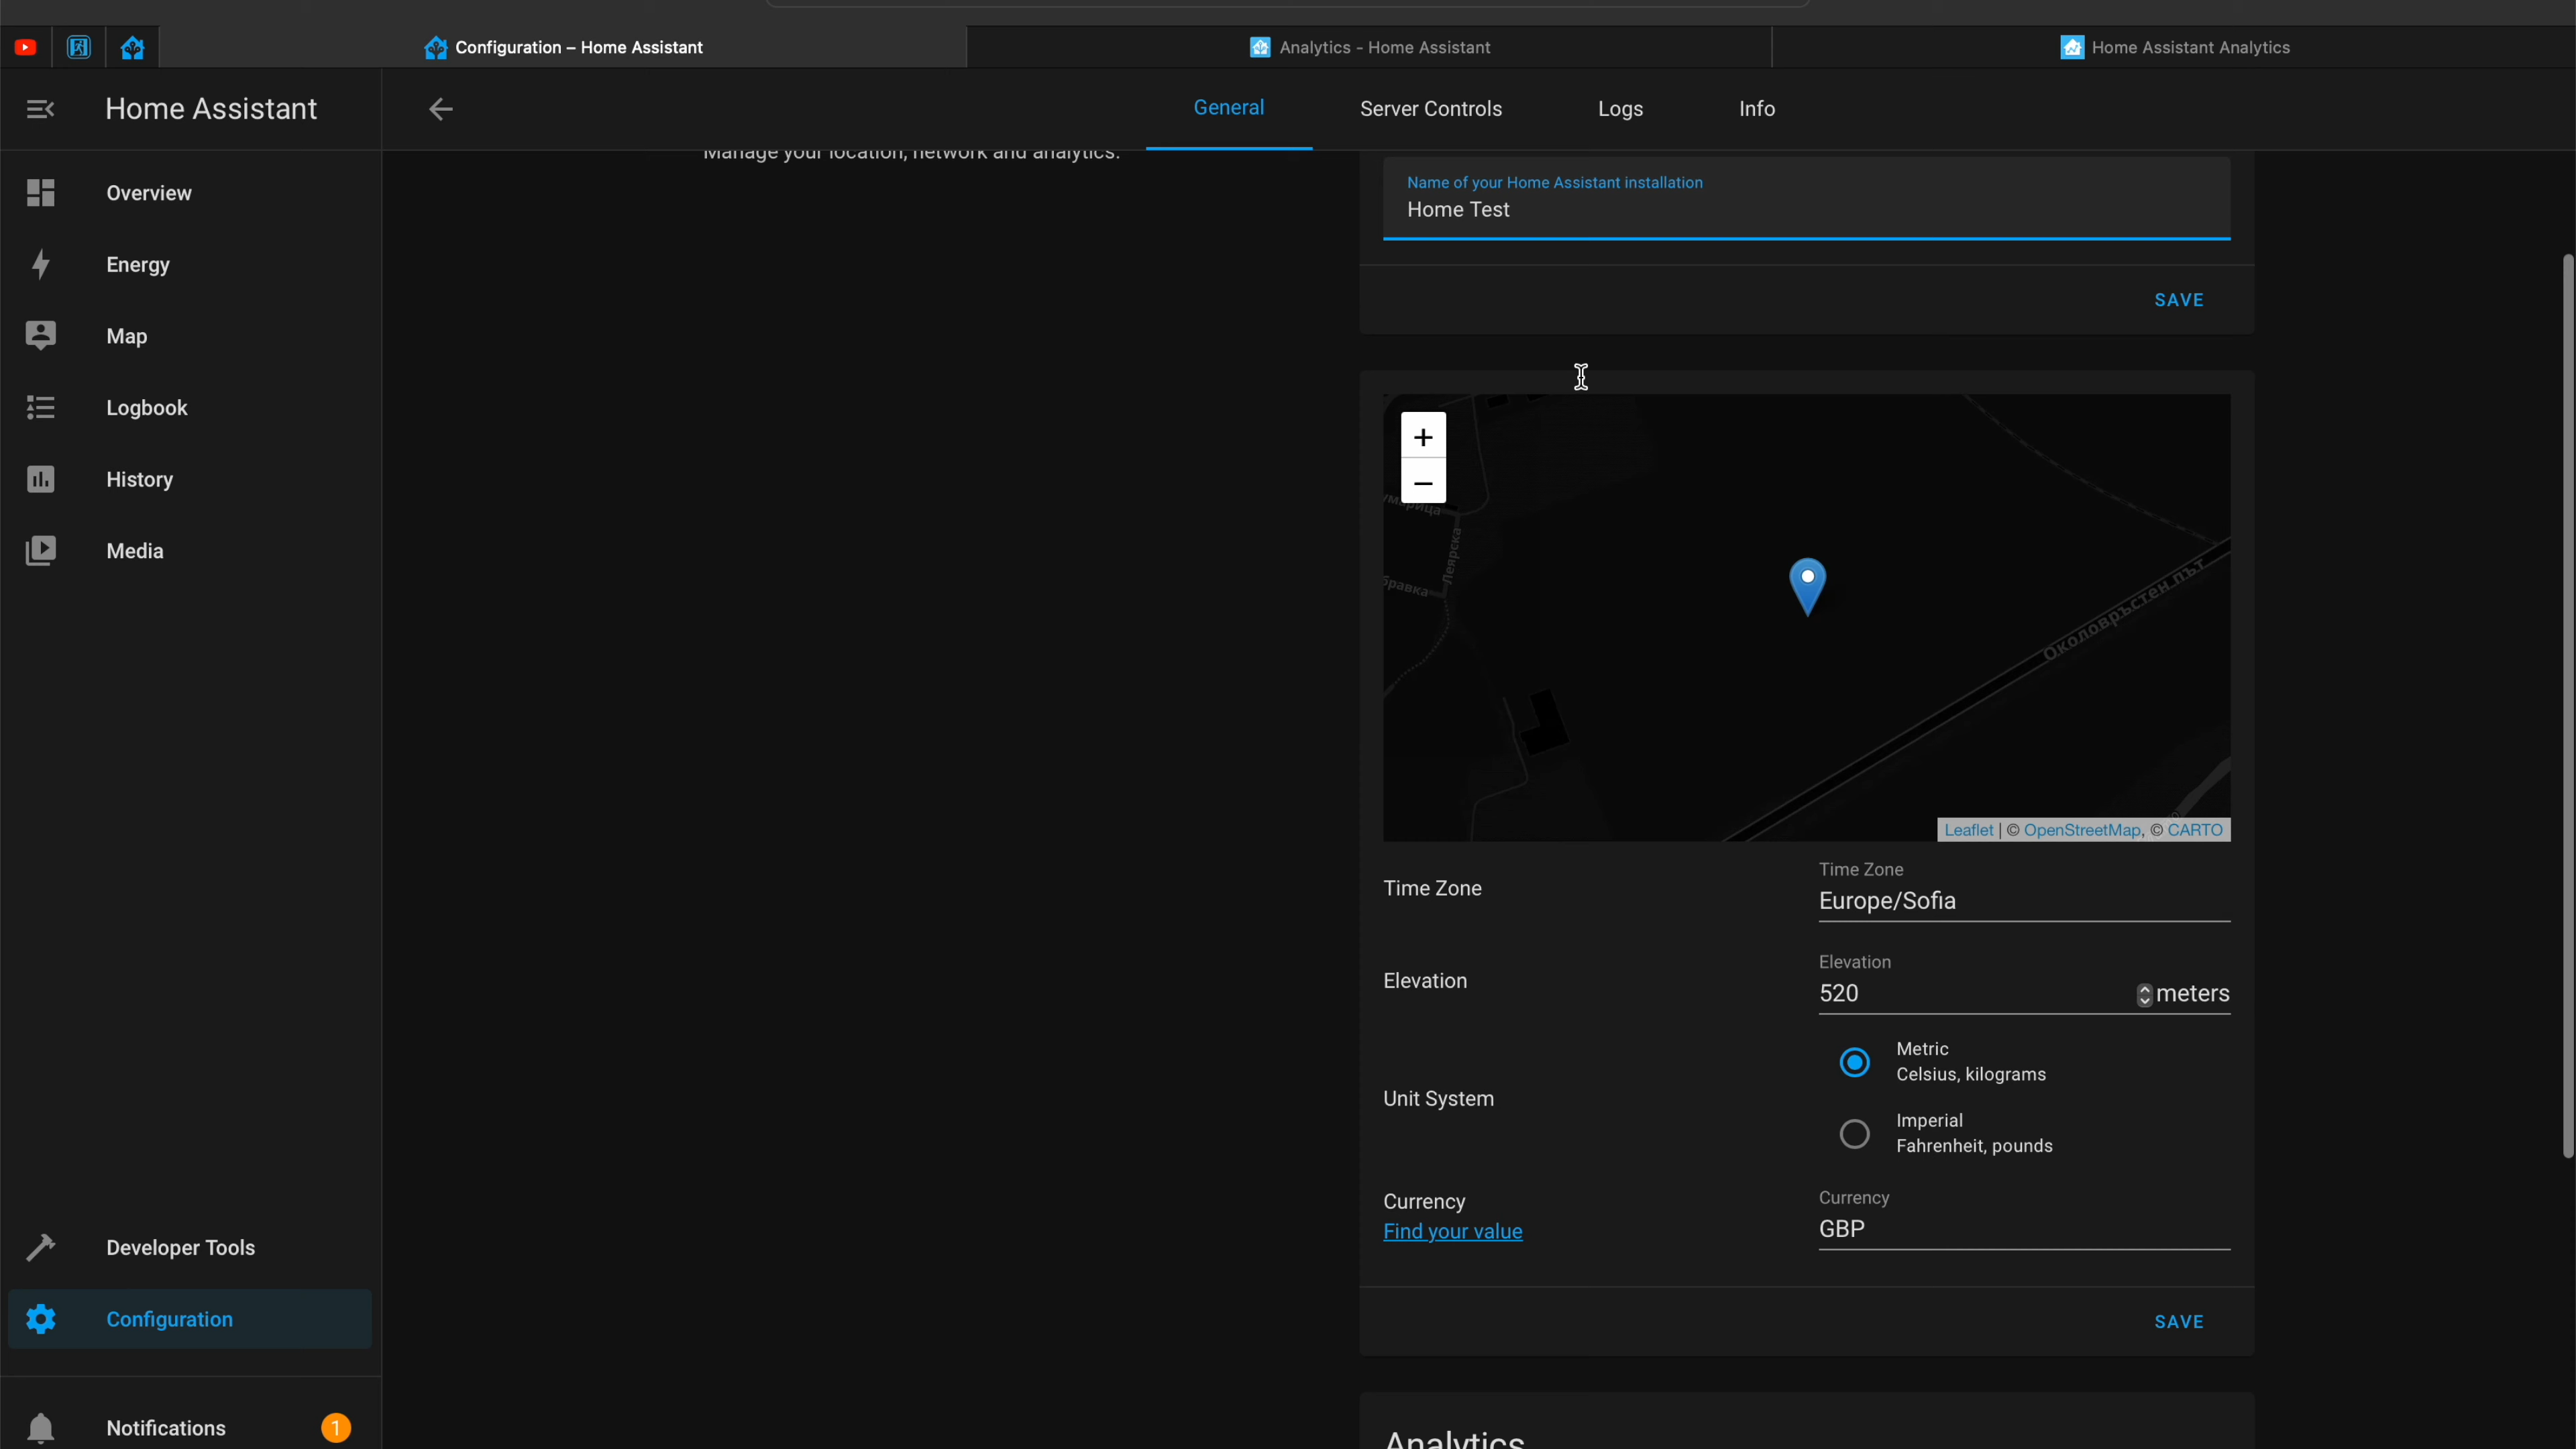 Configuration – Home Assistant
Analytics - Home Assistant
Home Assistant Analytics
Home Assistant
General
Server Controls
Logs
Info
Overview
Energy
Map
Logbook
History
Media
Developer Tools
Configuration
Notifications
1
Manage your location, network and analytics.
Name of your Home Assistant installation
Home Test
SAVE
+
−
Леярска
бравка
Околовръстен път
Leaflet | © OpenStreetMap, © CARTO
Time Zone
Time Zone
Europe/Sofia
Elevation
Elevation
520
meters
Unit System
Metric
Celsius, kilograms
Imperial
Fahrenheit, pounds
Currency
Find your value
Currency
GBP
SAVE
Analytics